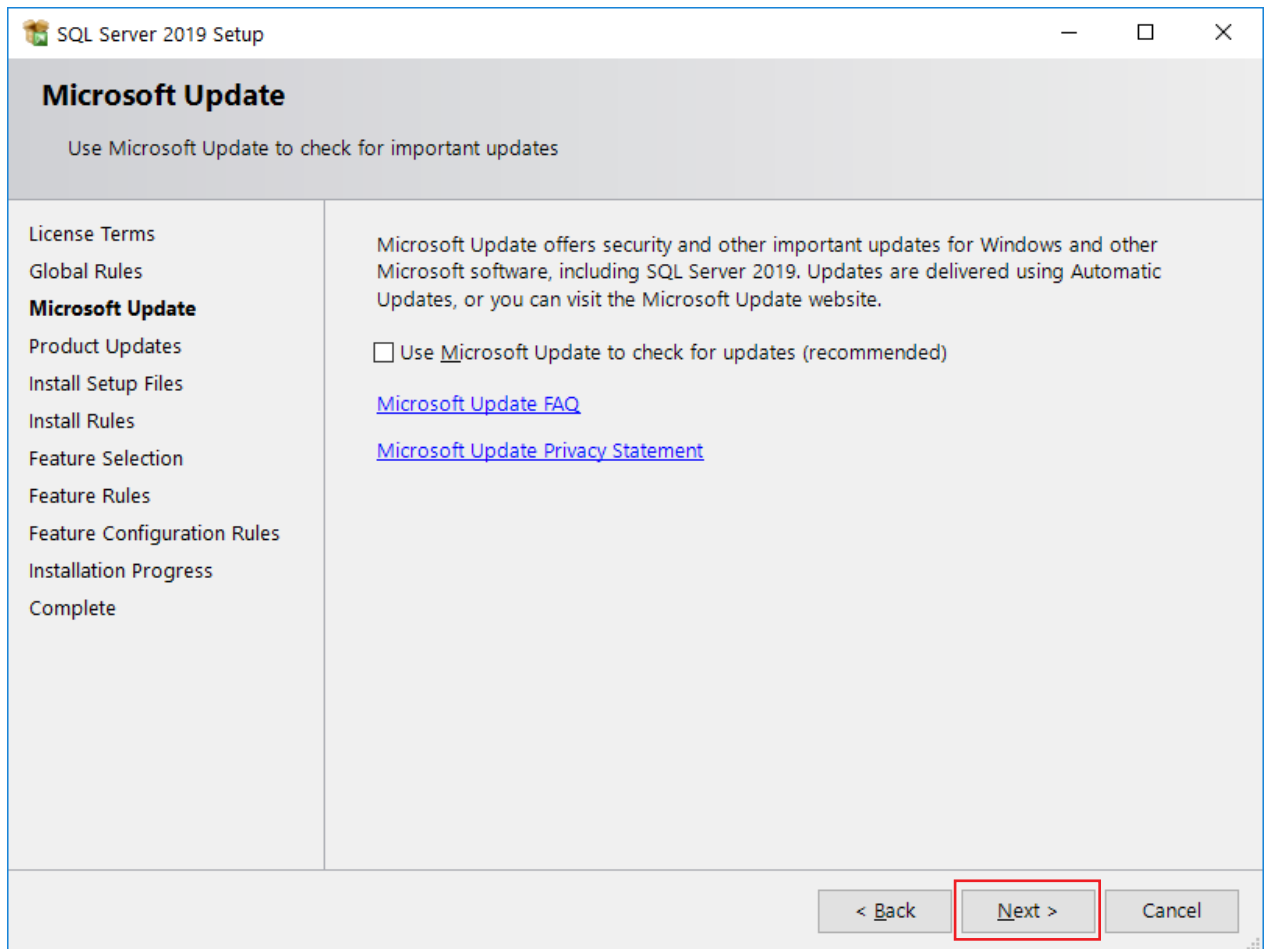 SQL Server 2019 Setup
Microsoft Update
Use Microsoft Update to check for important updates
License Terms
Global Rules
Microsoft Update
Product Updates
Install Setup Files
Install Rules
Feature Selection
Feature Rules
Feature Configuration Rules
Installation Progress
Complete
Microsoft Update offers security and other important updates for Windows and other
Microsoft software, including SQL Server 2019. Updates are delivered using Automatic
Updates, or you can visit the Microsoft Update website.
Use Microsoft Update to check for updates (recommended)
Microsoft Update FAQ
Microsoft Update Privacy Statement
< Back
Next >
Cancel